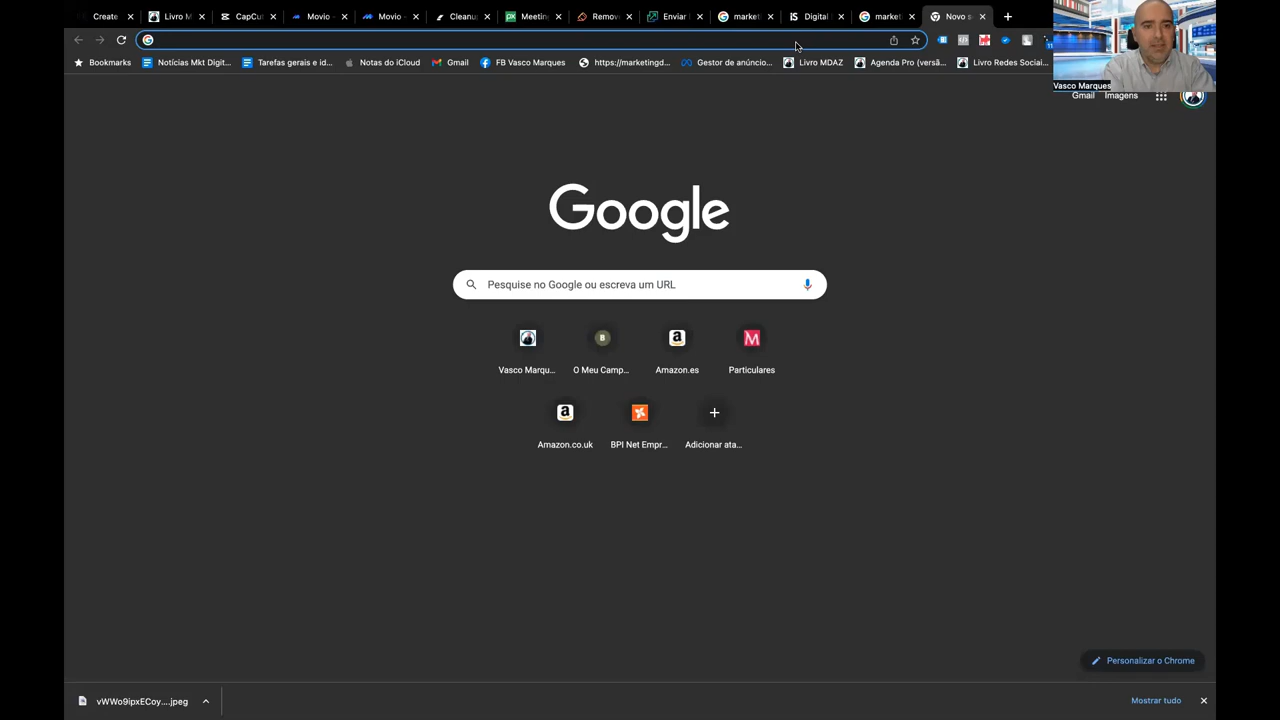 Create
Livro M
CapCut
Movio -
Movio -
Cleanu
Meetin
Remov
Enviar
market
Digital
market
Novo s
Bookmarks
Notícias Mkt Digit...
Tarefas gerais e id...
Notas do iCloud
Gmail
FB Vasco Marques
https://marketingd...
Gestor de anúncio...
Livro MDAZ
Agenda Pro (versã...
Livro Redes Social...
Vasco Marques
Gmail
Imagens
Google
Pesquise no Google ou escreva um URL
Vasco Marqu...
O Meu Camp...
Amazon.es
Particulares
Amazon.co.uk
BPI Net Empr...
Adicionar ata...
Personalizar o Chrome
vWWo9ipxECoy....jpeg
Mostrar tudo